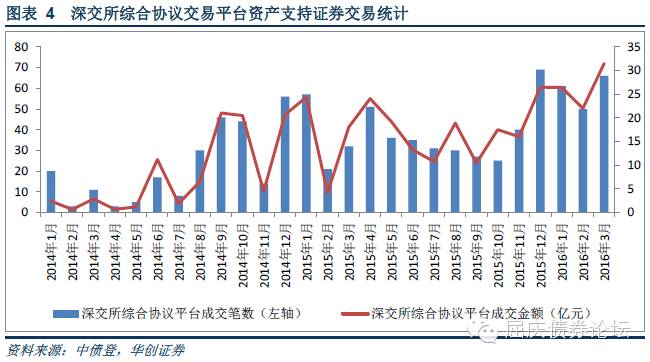 图表 4 深交所综合协议交易平台资产支持证券交易统计
80
70
60
50
40
30
20
10
0
35
30
25
20
15
10
5
0
2014年1月
2014年2月
2014年3月
2014年4月
2014年5月
2014年6月
2014年7月
2014年8月
2014年9月
2014年10月
2014年11月
2014年12月
2015年1月
2015年2月
2015年3月
2015年4月
2015年5月
2015年6月
2015年7月
2015年8月
2015年9月
2015年10月
2015年11月
2015年12月
2016年1月
2016年2月
2016年3月
深交所综合协议平台成交笔数（左轴）
深交所综合协议平台成交金额（亿元）
屈庆债券论坛
资料来源：中债登，华创证券